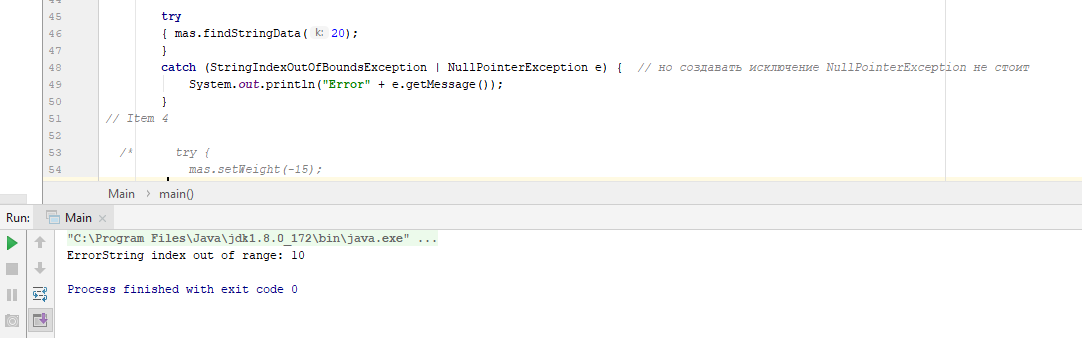 45 try
46 { mas.findStringData( k: 20);
47 }
48 catch (StringIndexOutOfBoundsException | NullPointerException e) { // но создавать исключение NullPointerException не стоит
49 System.out.println("Error" + e.getMessage());
50 }
51 // Item 4
52
53 /* try {
54 mas.setWeight(-15);
Main › main()
Run: Main ×
"C:\Program Files\Java\jdk1.8.0_172\bin\java.exe" ...
ErrorString index out of range: 10
Process finished with exit code 0